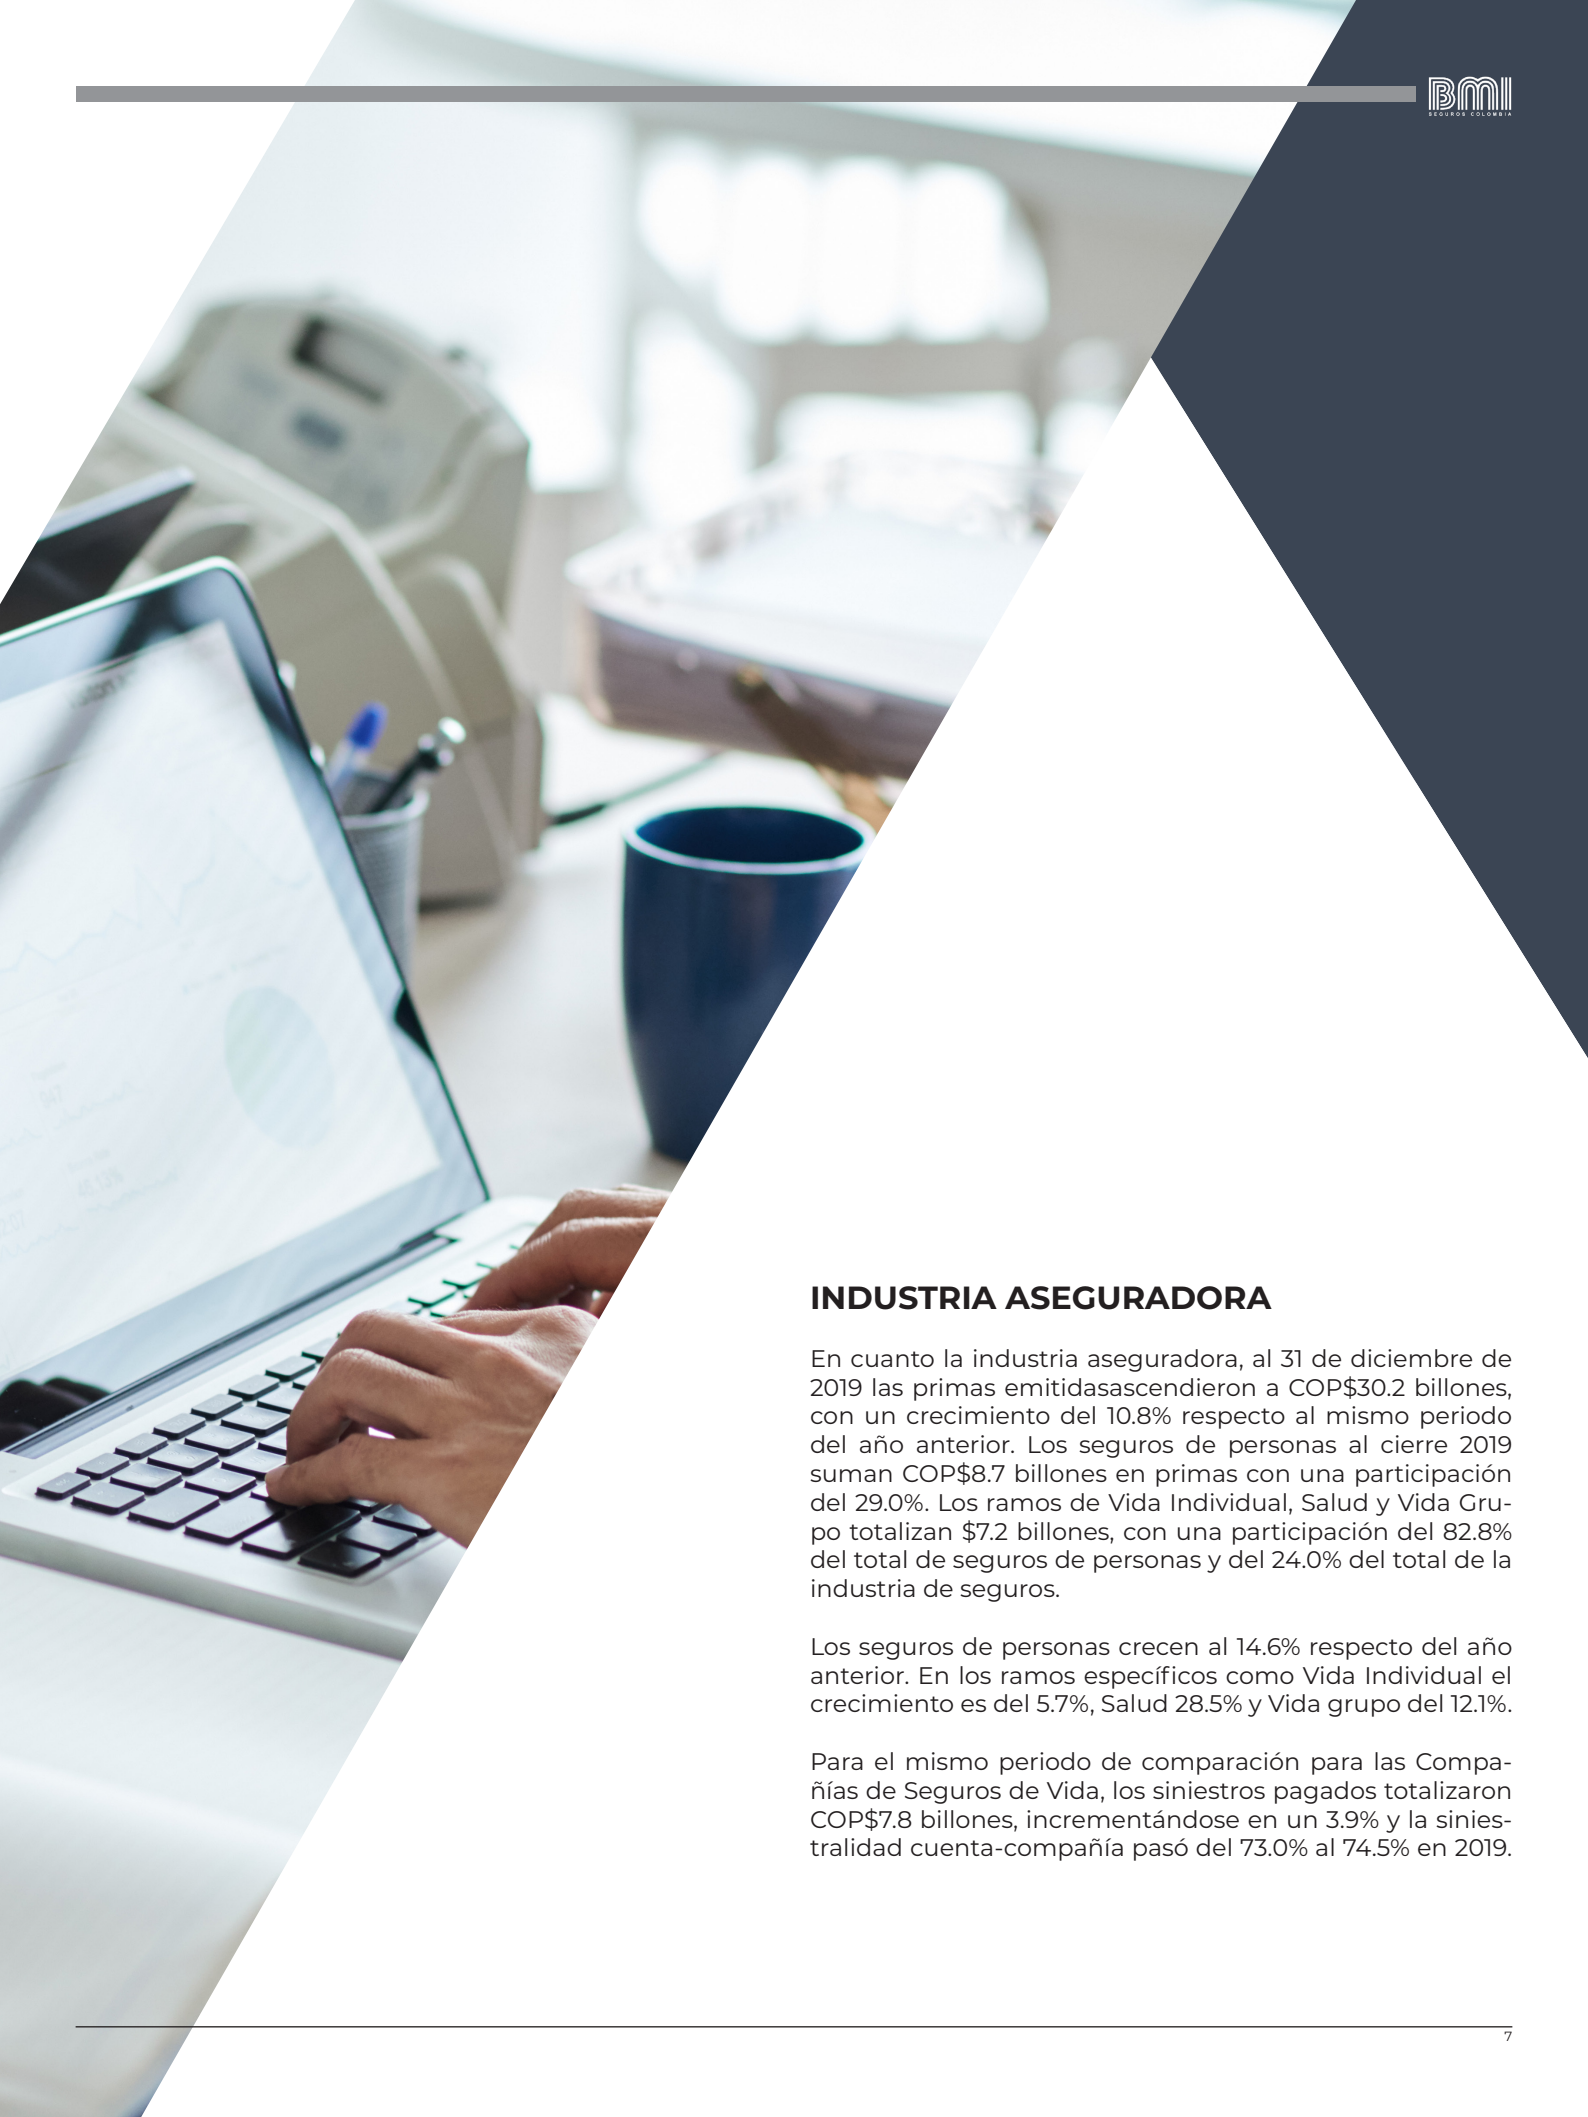 BMI
SEGUROS COLOMBIA
INDUSTRIA ASEGURADORA
En cuanto la industria aseguradora, al 31 de diciembre de
2019 las primas emitidasascendieron a COP$30.2 billones,
con un crecimiento del 10.8% respecto al mismo periodo
del año anterior. Los seguros de personas al cierre 2019
suman COP$8.7 billones en primas con una participación
del 29.0%. Los ramos de Vida Individual, Salud y Vida Gru-
po totalizan $7.2 billones, con una participación del 82.8%
del total de seguros de personas y del 24.0% del total de la
industria de seguros.
Los seguros de personas crecen al 14.6% respecto del año
anterior. En los ramos específicos como Vida Individual el
crecimiento es del 5.7%, Salud 28.5% y Vida grupo del 12.1%.
Para el mismo periodo de comparación para las Compa-
ñías de Seguros de Vida, los siniestros pagados totalizaron
COP$7.8 billones, incrementándose en un 3.9% y la sinies-
tralidad cuenta-compañía pasó del 73.0% al 74.5% en 2019.
7